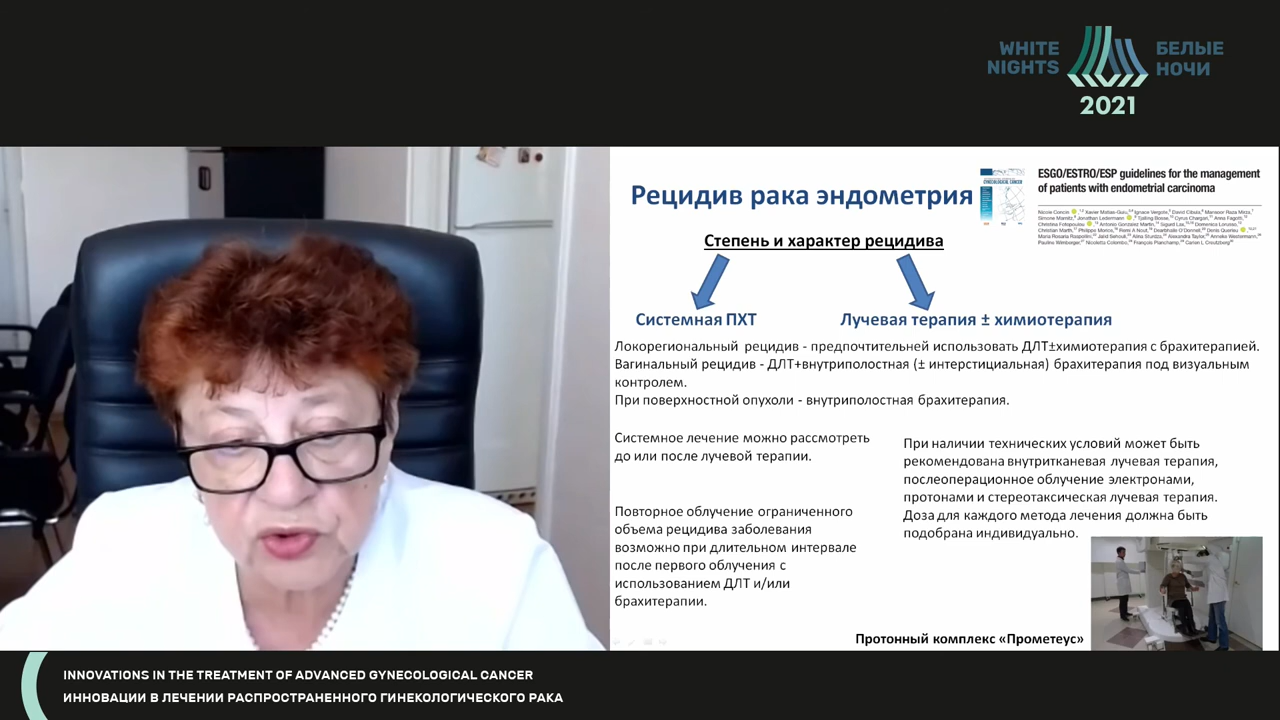 WHITE NIGHTS
БЕЛЫЕ НОЧИ
2021
Рецидив рака эндометрия
ESGO/ESTRO/ESP guidelines for the management
of patients with endometrial carcinoma
Степень и характер рецидива
Системная ПХТ
Лучевая терапия ± химиотерапия
Локорегиональный рецидив - предпочтительней использовать ДЛТ±химиотерапия с брахитерапией.
Вагинальный рецидив - ДЛТ+внутриполостная (± интерстициальная) брахитерапия под визуальным
контролем.
При поверхностной опухоли - внутриполостная брахитерапия.
Системное лечение можно рассмотреть
до или после лучевой терапии.
Повторное облучение ограниченного
объема рецидива заболевания
возможно при длительном интервале
после первого облучения с
использованием ДЛТ и/или
брахитерапии.
При наличии технических условий может быть
рекомендована внутритканевая лучевая терапия,
послеоперационное облучение электронами,
протонами и стереотаксическая лучевая терапия.
Доза для каждого метода лечения должна быть
подобрана индивидуально.
Протонный комплекс «Прометеус»
INNOVATIONS IN THE TREATMENT OF ADVANCED GYNECOLOGICAL CANCER
ИННОВАЦИИ В ЛЕЧЕНИИ РАСПРОСТРАНЕННОГО ГИНЕКОЛОГИЧЕСКОГО РАКА